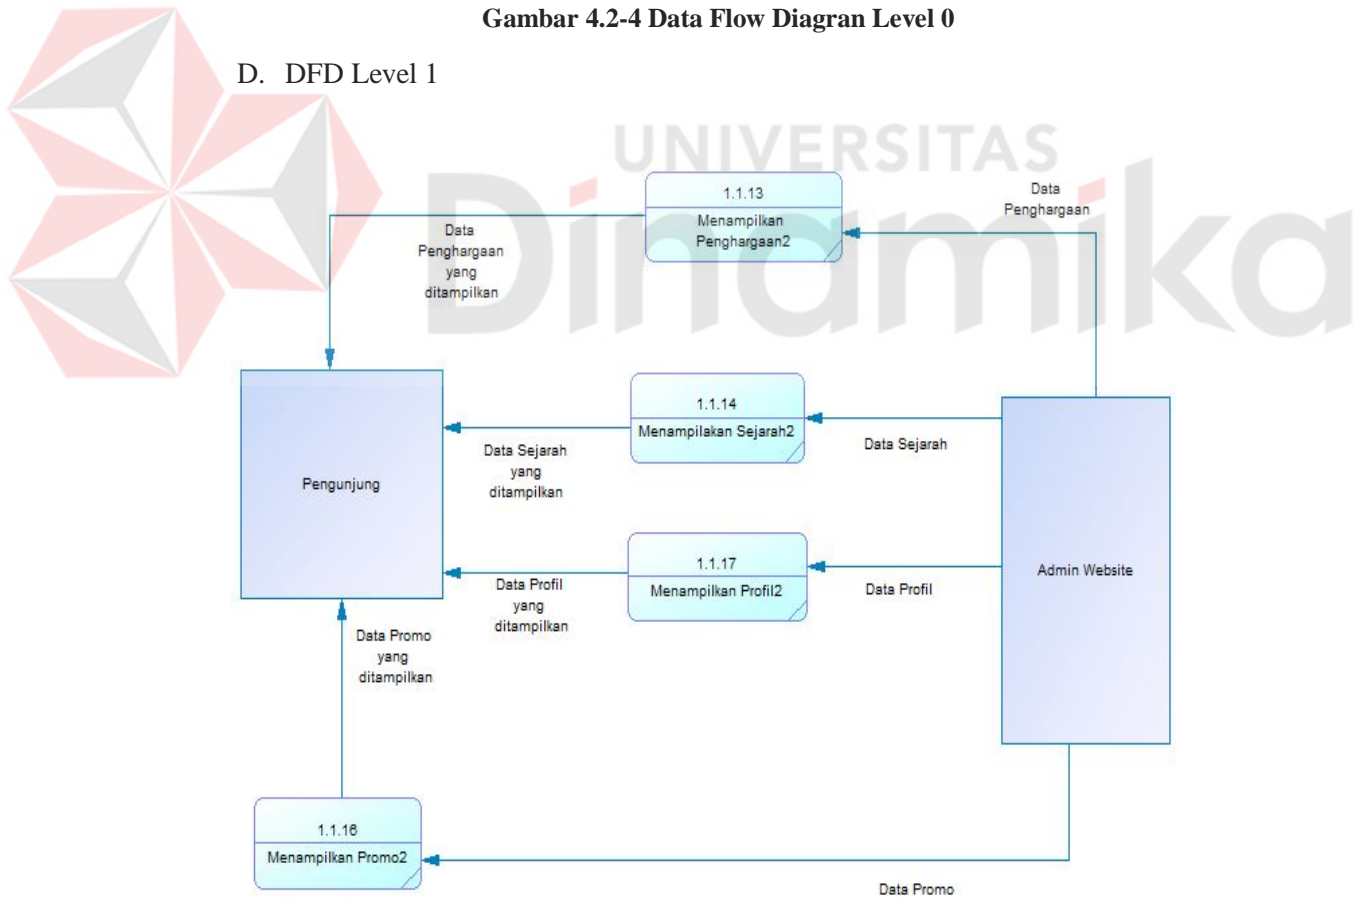 Gambar 4.2-4 Data Flow Diagran Level 0
D. DFD Level 1
UNIVERSITAS
Dinamika
1.1.13
Menampilkan
Penghargaan2
Data
Penghargaan
Data
Penghargaan
yang
ditampilkan
1.1.14
Menampilakan Sejarah2
Data Sejarah
yang
ditampilkan
Data Sejarah
Pengunjung
1.1.17
Menampilkan Profil2
Data Profil
yang
ditampilkan
Data Profil
Admin Website
Data Promo
yang
ditampilkan
1.1.16
Menampilkan Promo2
Data Promo